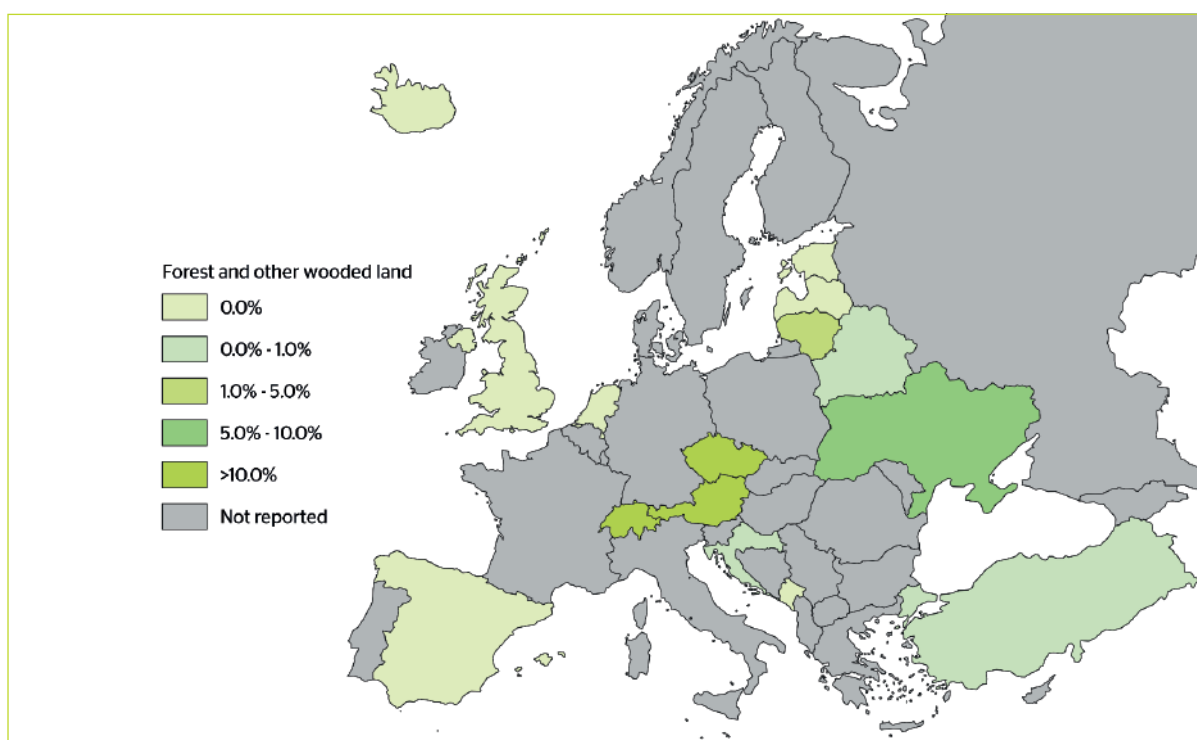 Forest and other wooded land
0.0%
0.0% - 1.0%
1.0% - 5.0%
5.0% - 10.0%
>10.0%
Not reported